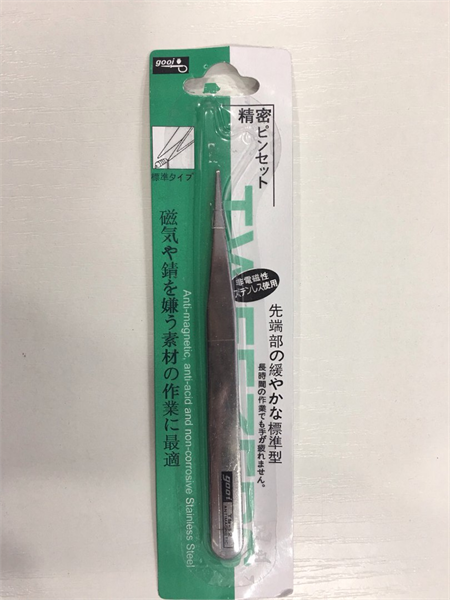 gooi
精密ピンセット
標準タイプ
TWEEZERS
非電磁性
ステンレス使用
磁気や錆を嫌う素材の作業に最適
Anti-magnetic, anti-acid and non-corrosive Stainless Steel
先端部の緩やかな標準型
長時間の作業でも手が疲れません。
gooi